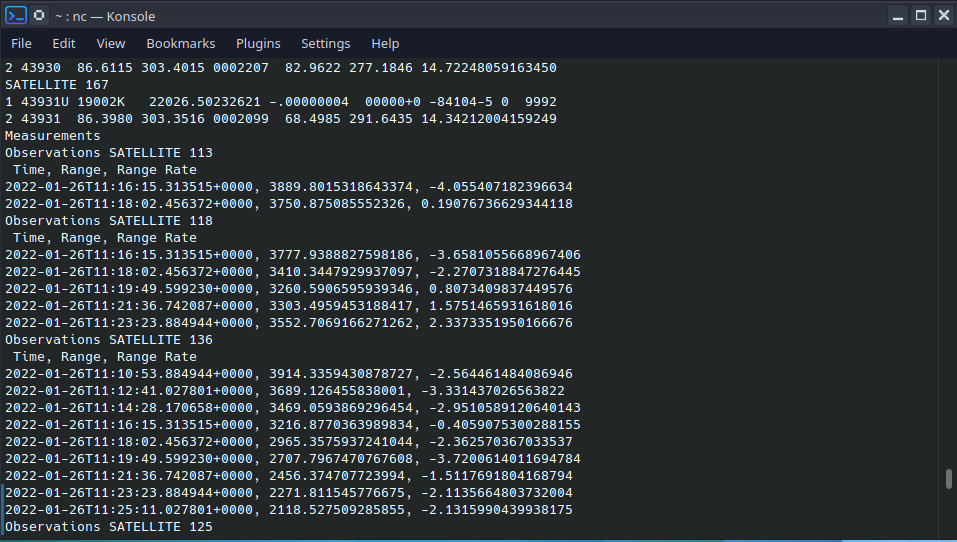 ~ : nc — Konsole
File Edit View Bookmarks Plugins Settings Help
2 43930  86.6115 303.4015 0002207  82.9622 277.1846 14.72248059163450
SATELLITE 167
1 43931U 19002K   22026.50232621 -.00000004  00000+0 -84104-5 0  9992
2 43931  86.3980 303.3516 0002099  68.4985 291.6435 14.34212004159249
Measurements
Observations SATELLITE 113
 Time, Range, Range Rate
2022-01-26T11:16:15.313515+0000, 3889.8015318643374, -4.055407182396634
2022-01-26T11:18:02.456372+0000, 3750.875085552326, 0.19076736629344118
Observations SATELLITE 118
 Time, Range, Range Rate
2022-01-26T11:16:15.313515+0000, 3777.9388827598186, -3.6581055668967406
2022-01-26T11:18:02.456372+0000, 3410.3447929937097, -2.2707318847276445
2022-01-26T11:19:49.599230+0000, 3260.5906595939346, 0.8073409837449576
2022-01-26T11:21:36.742087+0000, 3303.4959453188417, 1.5751465931618016
2022-01-26T11:23:23.884944+0000, 3552.7069166271262, 2.3373351950166676
Observations SATELLITE 136
 Time, Range, Range Rate
2022-01-26T11:10:53.884944+0000, 3914.3359430878727, -2.564461484086946
2022-01-26T11:12:41.027801+0000, 3689.126455838001, -3.331437026563822
2022-01-26T11:14:28.170658+0000, 3469.0593869296454, -2.9510589120640143
2022-01-26T11:16:15.313515+0000, 3216.8770363989834, -0.4059075300288155
2022-01-26T11:18:02.456372+0000, 2965.3575937241044, -2.362570367033537
2022-01-26T11:19:49.599230+0000, 2707.7967470767608, -3.7200614011694784
2022-01-26T11:21:36.742087+0000, 2456.374707723994, -1.5117691804168794
2022-01-26T11:23:23.884944+0000, 2271.811545776675, -2.1135664803732004
2022-01-26T11:25:11.027801+0000, 2118.527509285855, -2.1315990439938175
Observations SATELLITE 125